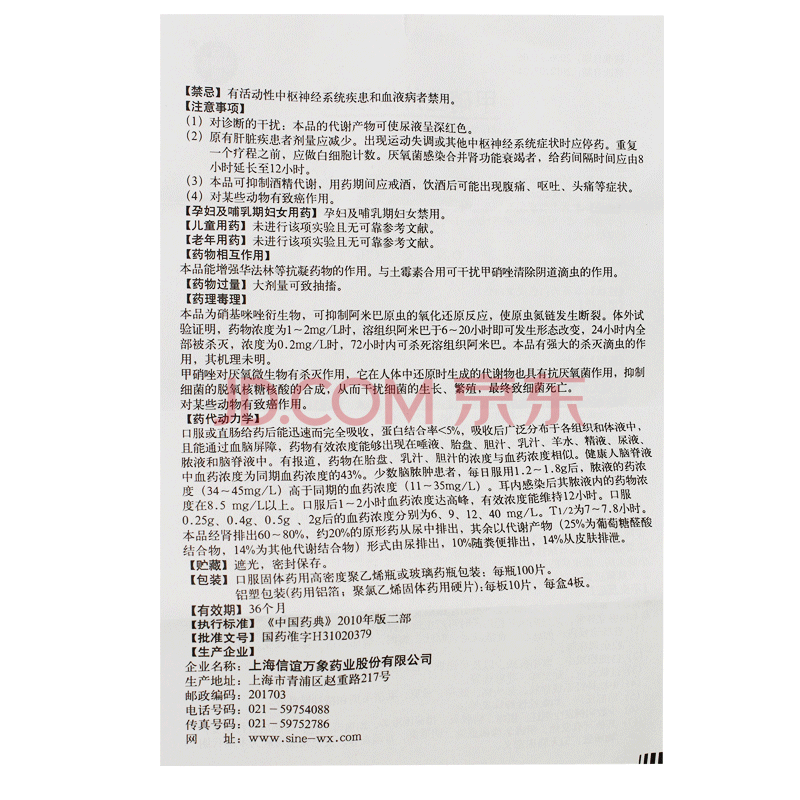 【禁忌】有活动性中枢神经系统疾患和血液病者禁用。
【注意事项】
(1) 对诊断的干扰：本品的代谢产物可使尿液呈深红色。
(2) 原有肝脏疾患者剂量应减少。出现运动失调或其他中枢神经系统症状时应停药。重复
一个疗程之前，应做白细胞计数。厌氧菌感染合并肾功能衰竭者，给药间隔时间应由8
小时延长至12小时。
(3) 本品可抑制酒精代谢，用药期间应戒酒，饮酒后可能出现腹痛、呕吐、头痛等症状。
(4) 对某些动物有致癌作用。
【孕妇及哺乳期妇女用药】孕妇及哺乳期妇女禁用。
【儿童用药】未进行该项实验且无可靠参考文献。
【老年用药】未进行该项实验且无可靠参考文献。
【药物相互作用】
本品能增强华法林等抗凝药物的作用。与土霉素合用可干扰甲硝唑清除阴道滴虫的作用。
【药物过量】大剂量可致抽搐。
【药理毒理】
本品为硝基咪唑衍生物，可抑制阿米巴原虫的氧化还原反应，使原虫氮链发生断裂。体外试
验证明，药物浓度为1~2mg/L时，溶组织阿米巴于6~20小时即可发生形态改变，24小时内全
部被杀灭，浓度为0.2mg/L时，72小时内可杀死溶组织阿米巴。本品有强大的杀灭滴虫的作
用，其机理未明。
甲硝唑对厌氧微生物有杀灭作用，它在人体中还原时生成的代谢物也具有抗厌氧菌作用，抑制
细菌的脱氧核糖核酸的合成，从而干扰细菌的生长、繁殖，最终致细菌死亡。
对某些动物有致癌作用。
JD.COM 京东
【药代动力学】
口服或直肠给药后能迅速而完全吸收，蛋白结合率<5%，吸收后广泛分布于各组织和体液中，
且能通过血脑屏障，药物有效浓度能够出现在唾液、胎盘、胆汁、乳汁、羊水、精液、尿液、
脓液和脑脊液中。有报道，药物在胎盘、乳汁、胆汁的浓度与血药浓度相似。健康人脑脊液
中血药浓度为同期血药浓度的43%。少数脑脓肿患者，每日服用1.2~1.8g后，脓液的药浓
度（34~45mg/L）高于同期的血药浓度（11~35mg/L）。耳内感染后其脓液内的药物浓
度在8.5 mg/L以上。口服后1~2小时血药浓度达高峰，有效浓度能维持12小时。口服
0.25g、0.4g、0.5g 、2g后的血药浓度分别为6、9、12、40 mg/L。T1/2为7~7.8小时。
本品经肾排出60~80%，约20%的原形药从尿中排出，其余以代谢产物（25%为葡萄糖醛酸
结合物，14%为其他代谢结合物）形式由尿排出，10%随粪便排出，14%从皮肤排泄。
【贮藏】遮光，密封保存。
【包装】口服固体药用高密度聚乙烯瓶或玻璃药瓶包装；每瓶100片。
铝塑包装(药用铝箔；聚氯乙烯固体药用硬片)；每板10片，每盒4板。
【有效期】36个月
【执行标准】《中国药典》2010年版二部
【批准文号】国药准字H31020379
【生产企业】
企业名称：上海信谊万象药业股份有限公司
生产地址：上海市青浦区赵重路217号
邮政编码：201703
电话号码：021－59754088
传真号码：021－59752786
网　　址：www.sine-wx.com